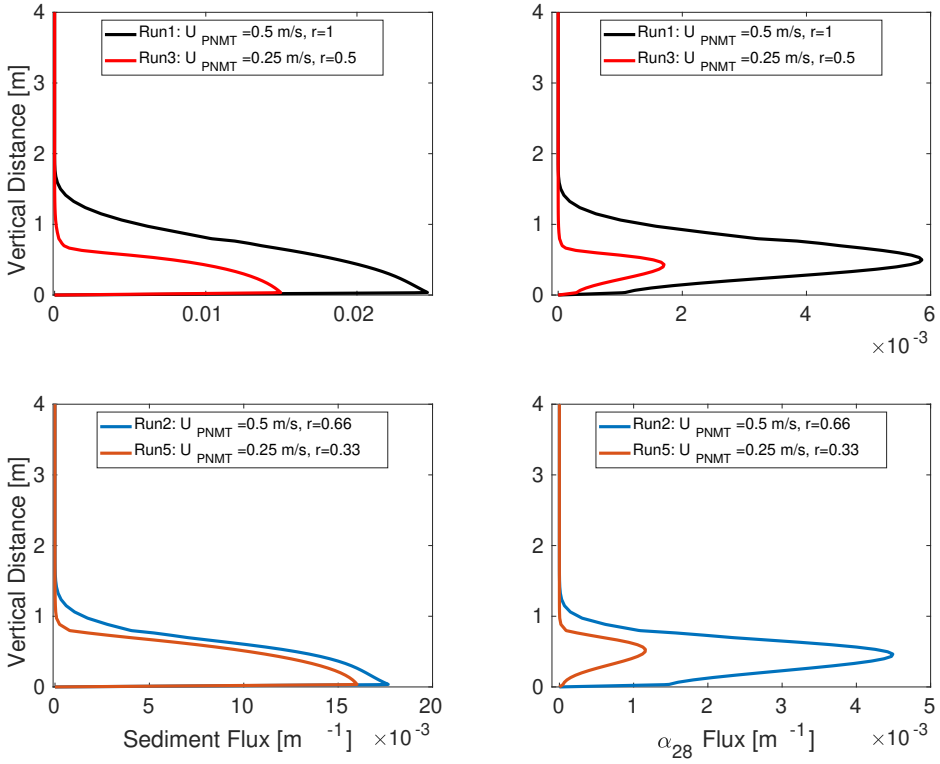 4
3
2
1
0
Vertical Distance [m]
Run1: U PNMT =0.5 m/s, r=1
Run3: U PNMT =0.25 m/s, r=0.5
0 0.01 0.02
4
3
2
1
0
Run1: U PNMT =0.5 m/s, r=1
Run3: U PNMT =0.25 m/s, r=0.5
0 2 4 6
×10 -3
4
3
2
1
0
Vertical Distance [m]
Run2: U PNMT =0.5 m/s, r=0.66
Run5: U PNMT =0.25 m/s, r=0.33
0 5 10 15 20
Sediment Flux [m -1] ×10 -3
4
3
2
1
0
Run2: U PNMT =0.5 m/s, r=0.66
Run5: U PNMT =0.25 m/s, r=0.33
0 1 2 3 4 5
α28 Flux [m -1] ×10 -3